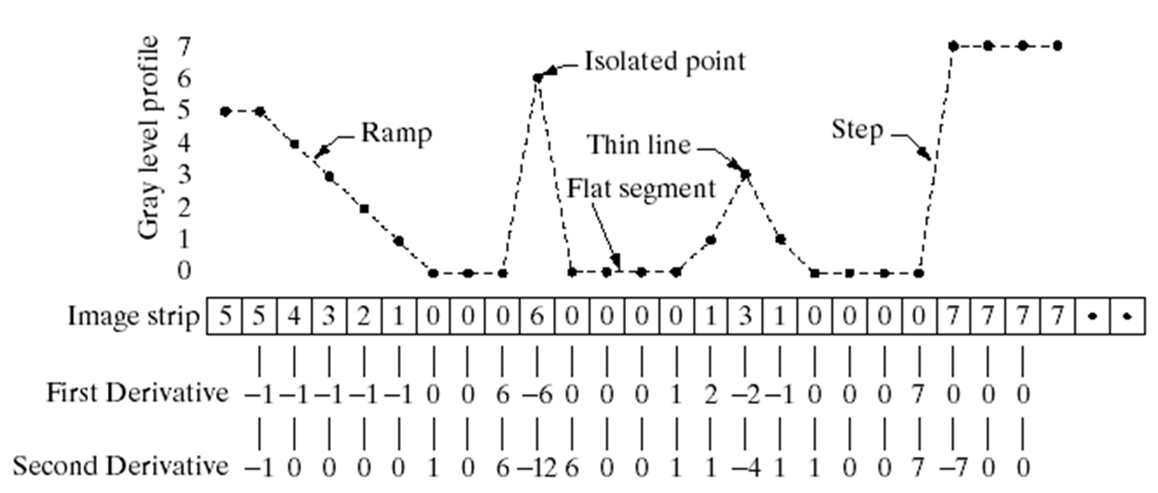 Gray level profile
7
6
5
4
3
2
1
0
Isolated point
Ramp
Thin line
Flat segment
Step
Image strip 5 5 4 3 2 1 0 0 0 6 0 0 0 0 1 3 1 0 0 0 0 7 7 7 7 • •
First Derivative −1 −1 −1 −1 −1 0 0 6 −6 0 0 0 1 2 −2 −1 0 0 0 7 0 0 0
Second Derivative −1 0 0 0 0 1 0 6 −12 6 0 0 1 1 −4 1 1 0 0 7 −7 0 0